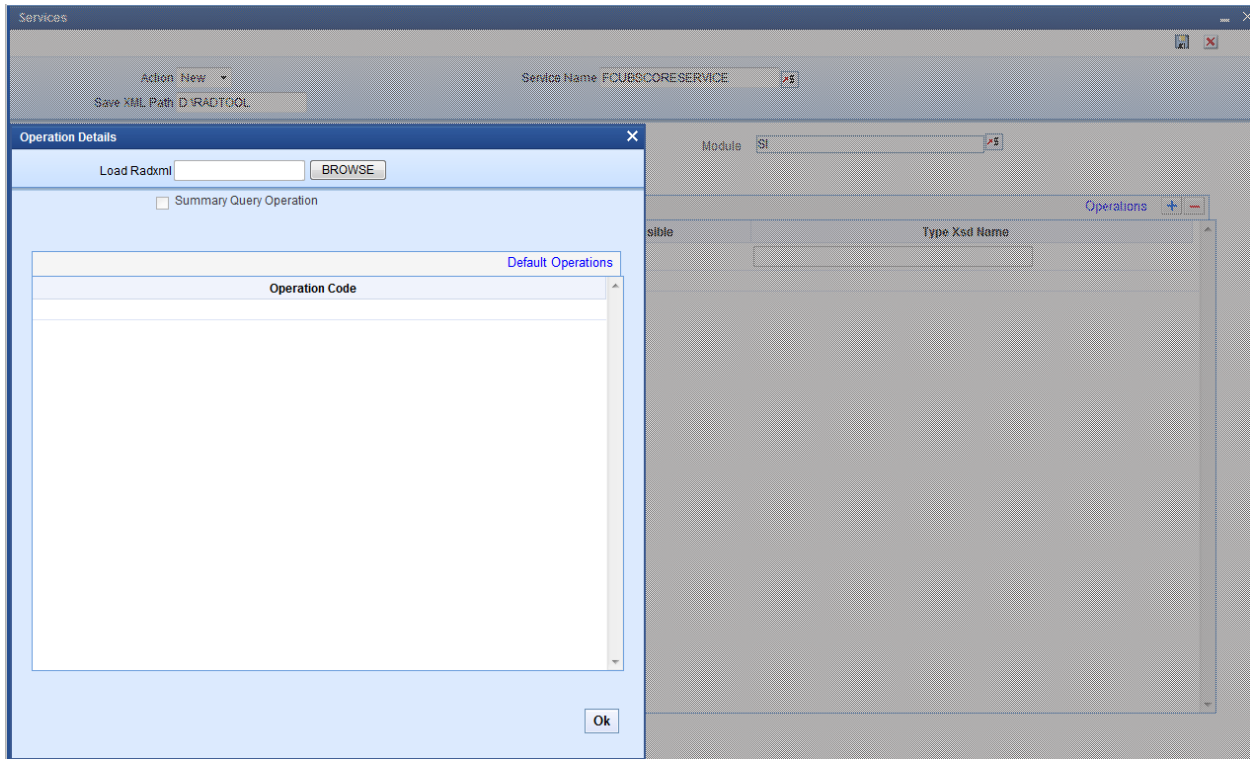 Services
Action New
Service Name FCUBSCORESERVICE
Save XML Path D:\RADTOOL
Operation Details
Module SI
Load Radxml BROWSE
Summary Query Operation
Operations
sible Type Xsd Name
Default Operations
Operation Code
Ok